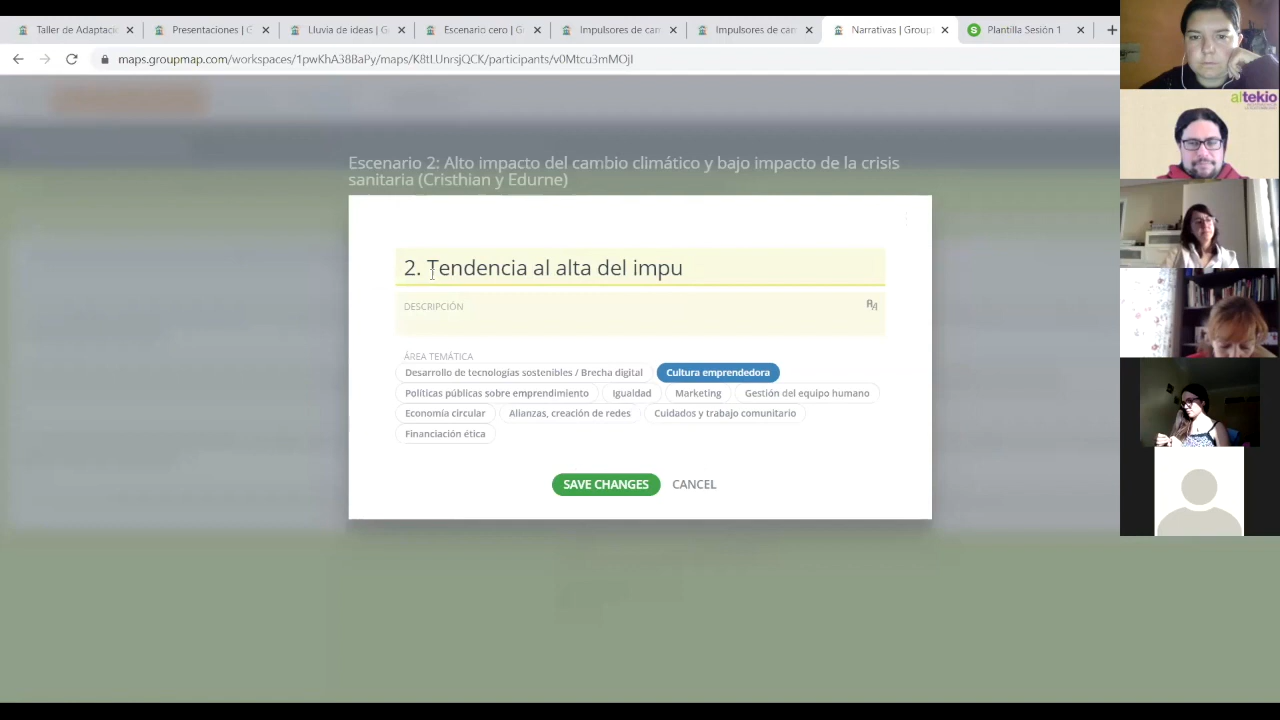 Taller de Adaptació
Presentaciones | G
Lluvia de ideas | G
Escenario cero | G
Impulsores de cam
Impulsores de cam
Narrativas | Group
Plantilla Sesión 1
maps.groupmap.com/workspaces/1pwKhA38BaPy/maps/K8tLUnrsjQCK/participants/v0Mtcu3mMOjI
altekio
Escenario 2: Alto impacto del cambio climático y bajo impacto de la crisis
sanitaria (Cristhian y Edurne)
2. Tendencia al alta del impu
DESCRIPCIÓN
ÁREA TEMÁTICA
Desarrollo de tecnologías sostenibles / Brecha digital
Cultura emprendedora
Políticas públicas sobre emprendimiento
Igualdad
Marketing
Gestión del equipo humano
Economía circular
Alianzas, creación de redes
Cuidados y trabajo comunitario
Financiación ética
SAVE CHANGES
CANCEL